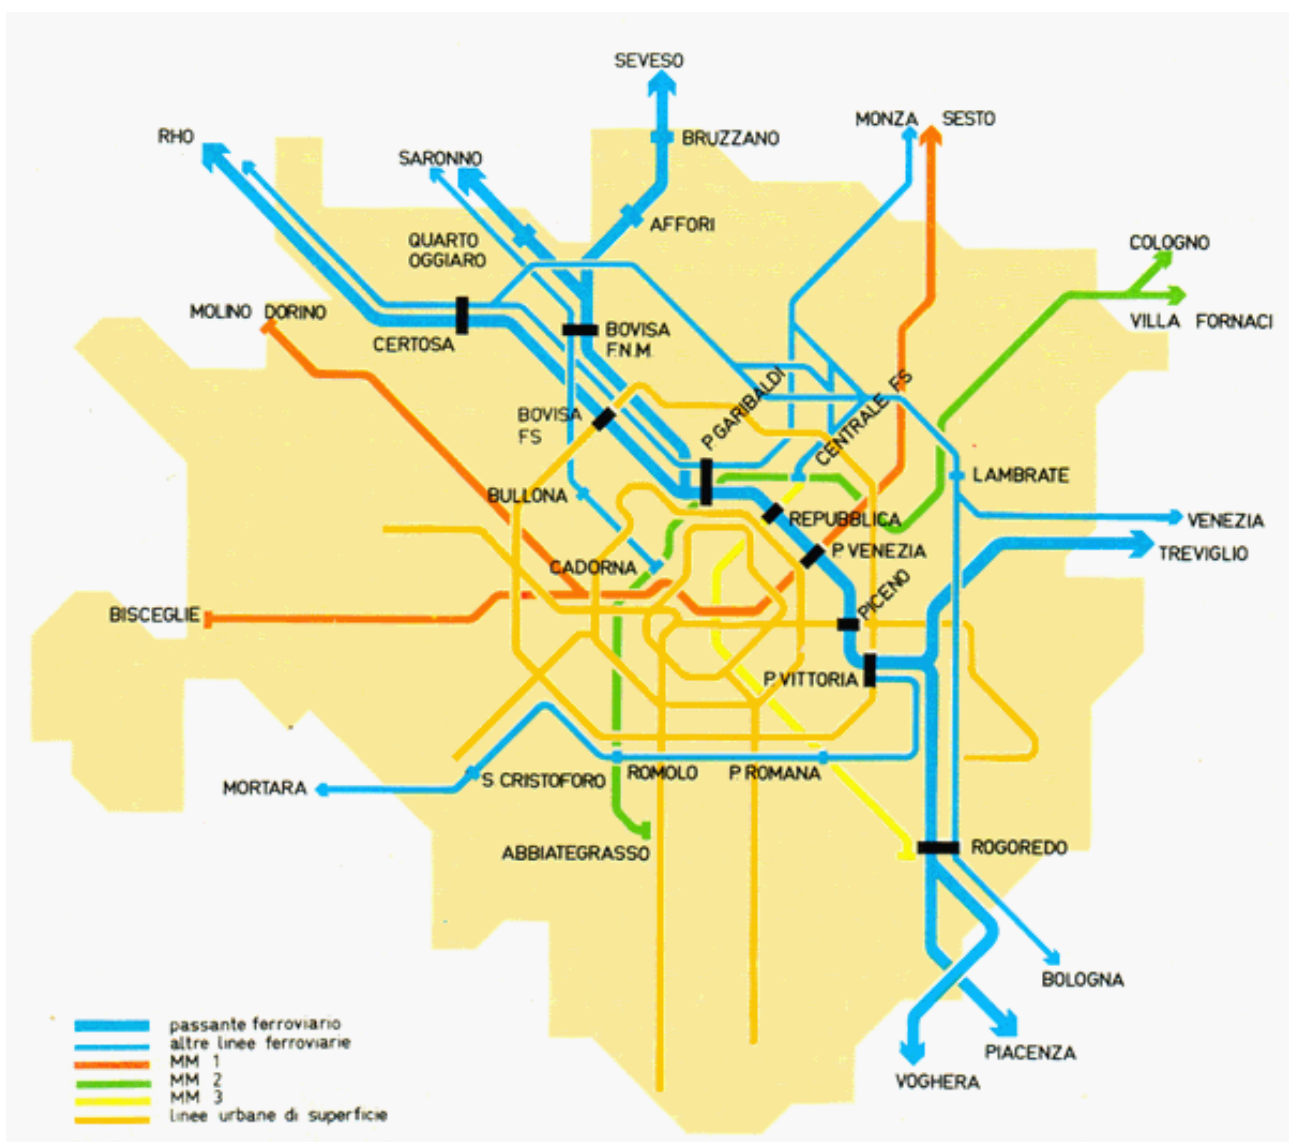 SEVESO
MONZA
SESTO
RHO
BRUZZANO
SARONNO
AFFORI
QUARTO
OGGIARO
COLOGNO
MOLINO DORINO
VILLA FORNACI
CERTOSA
BOVISA
F.N.M.
P. GARIBALDI
CENTRALE FS
BOVISA
FS
LAMBRATE
BULLONA
REPUBBLICA
VENEZIA
P. VENEZIA
TREVIGLIO
CADORNA
PICENO
BISCEGLIE
P. VITTORIA
MORTARA
S. CRISTOFORO
ROMOLO
P. ROMANA
ABBIATEGRASSO
ROGOREDO
BOLOGNA
PIACENZA
VOGHERA
passante ferroviario
altre linee ferroviarie
MM 1
MM 2
MM 3
linee urbane di superficie